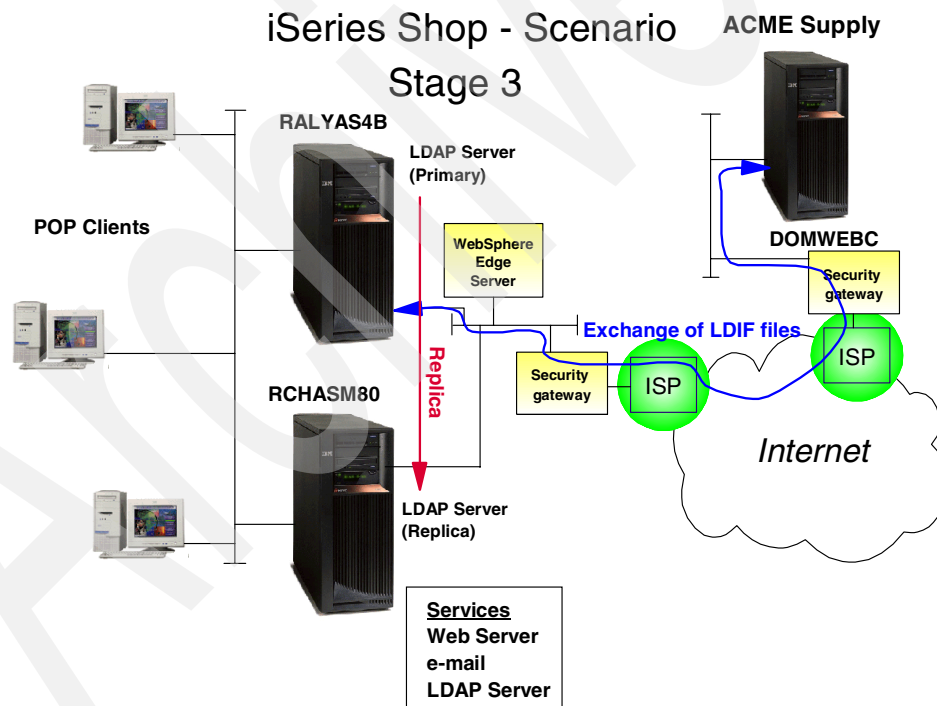 iSeries Shop - Scenario
Stage 3
ACME Supply
RALYAS4B
LDAP Server
(Primary)
POP Clients
WebSphere
Edge
Server
DOMWEBC
Security
gateway
Exchange of LDIF files
ISP
Replica
Security
gateway
ISP
RCHASM80
Internet
LDAP Server
(Replica)
Services
Web Server
e-mail
LDAP Server